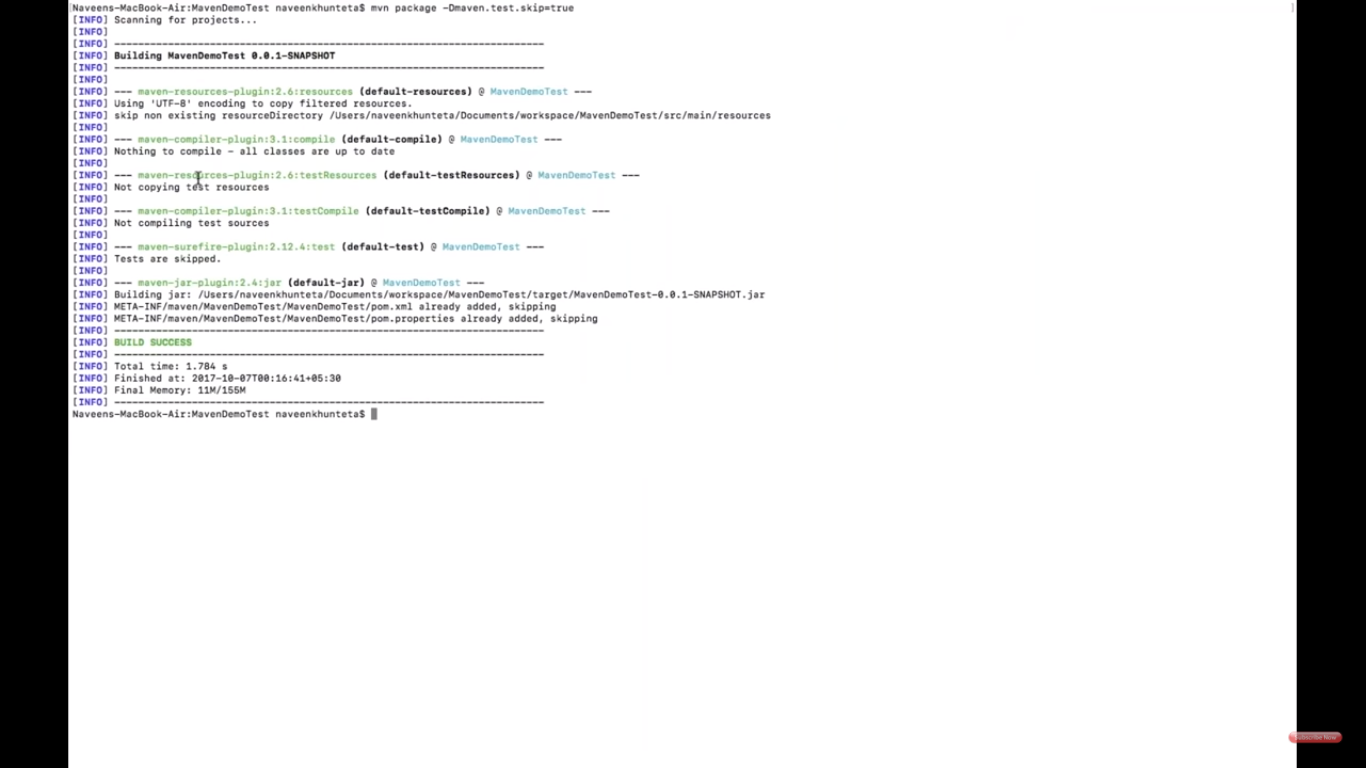 Naveens-MacBook-Air:MavenDemoTest naveenkhunteta$ mvn package -Dmaven.test.skip=true
[INFO] Scanning for projects...
[INFO]
[INFO] ------------------------------------------------------------------------
[INFO] Building MavenDemoTest 0.0.1-SNAPSHOT
[INFO] ------------------------------------------------------------------------
[INFO]
[INFO] --- maven-resources-plugin:2.6:resources (default-resources) @ MavenDemoTest ---
[INFO] Using 'UTF-8' encoding to copy filtered resources.
[INFO] skip non existing resourceDirectory /Users/naveenkhunteta/Documents/workspace/MavenDemoTest/src/main/resources
[INFO]
[INFO] --- maven-compiler-plugin:3.1:compile (default-compile) @ MavenDemoTest ---
[INFO] Nothing to compile - all classes are up to date
[INFO]
[INFO] --- maven-resources-plugin:2.6:testResources (default-testResources) @ MavenDemoTest ---
[INFO] Not copying test resources
[INFO]
[INFO] --- maven-compiler-plugin:3.1:testCompile (default-testCompile) @ MavenDemoTest ---
[INFO] Not compiling test sources
[INFO]
[INFO] --- maven-surefire-plugin:2.12.4:test (default-test) @ MavenDemoTest ---
[INFO] Tests are skipped.
[INFO]
[INFO] --- maven-jar-plugin:2.4:jar (default-jar) @ MavenDemoTest ---
[INFO] Building jar: /Users/naveenkhunteta/Documents/workspace/MavenDemoTest/target/MavenDemoTest-0.0.1-SNAPSHOT.jar
[INFO] META-INF/maven/MavenDemoTest/MavenDemoTest/pom.xml already added, skipping
[INFO] META-INF/maven/MavenDemoTest/MavenDemoTest/pom.properties already added, skipping
[INFO] ------------------------------------------------------------------------
[INFO] BUILD SUCCESS
[INFO] ------------------------------------------------------------------------
[INFO] Total time: 1.784 s
[INFO] Finished at: 2017-10-07T00:16:41+05:30
[INFO] Final Memory: 11M/155M
[INFO] ------------------------------------------------------------------------
Naveens-MacBook-Air:MavenDemoTest naveenkhunteta$
Subscribe Now